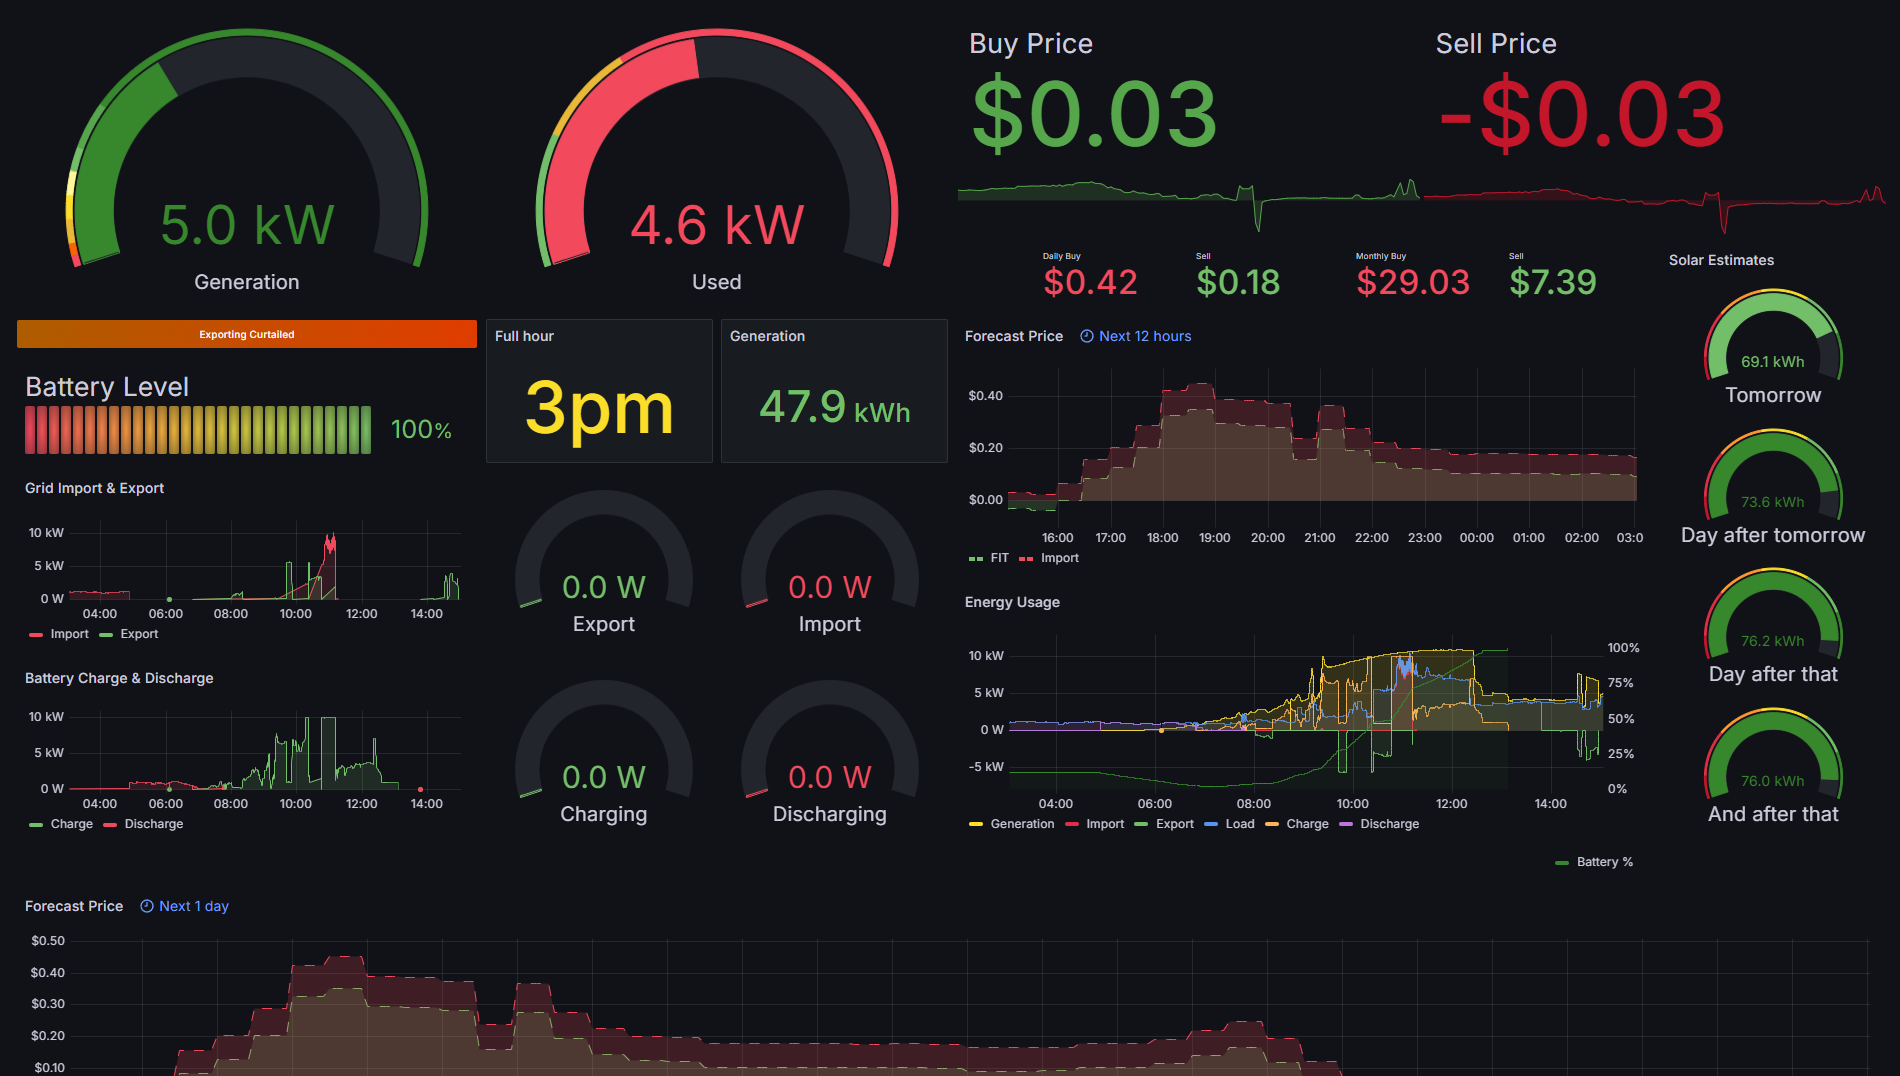 5.0 kW
Generation
4.6 kW
Used
Buy Price
$0.03
Sell Price
-$0.03
Daily Buy
$0.42
Sell
$0.18
Monthly Buy
$29.03
Sell
$7.39
Solar Estimates
69.1 kWh
Tomorrow
73.6 kWh
Day after tomorrow
76.2 kWh
Day after that
76.0 kWh
And after that
Exporting Curtailed
Battery Level
100%
Full hour
3pm
Generation
47.9 kWh
Forecast Price Next 12 hours
$0.40
$0.20
$0.00
16:00 17:00 18:00 19:00 20:00 21:00 22:00 23:00 00:00 01:00 02:00 03:0
FIT Import
Grid Import & Export
10 kW
5 kW
0 W
04:00 06:00 08:00 10:00 12:00 14:00
Import Export
0.0 W
Export
0.0 W
Import
Battery Charge & Discharge
10 kW
5 kW
0 W
04:00 06:00 08:00 10:00 12:00 14:00
Charge Discharge
0.0 W
Charging
0.0 W
Discharging
Energy Usage
10 kW
5 kW
0 W
-5 kW
100%
75%
50%
25%
0%
04:00 06:00 08:00 10:00 12:00 14:00
Generation Import Export Load Charge Discharge
Battery %
Forecast Price Next 1 day
$0.50
$0.40
$0.30
$0.20
$0.10